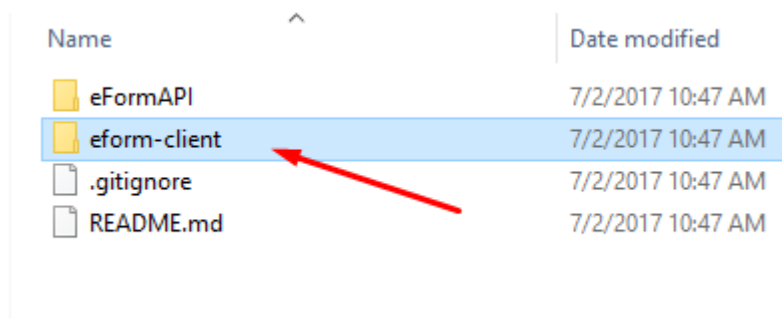 Name Date modified
eFormAPI 7/2/2017 10:47 AM
eform-client 7/2/2017 10:47 AM
.gitignore 7/2/2017 10:47 AM
README.md 7/2/2017 10:47 AM